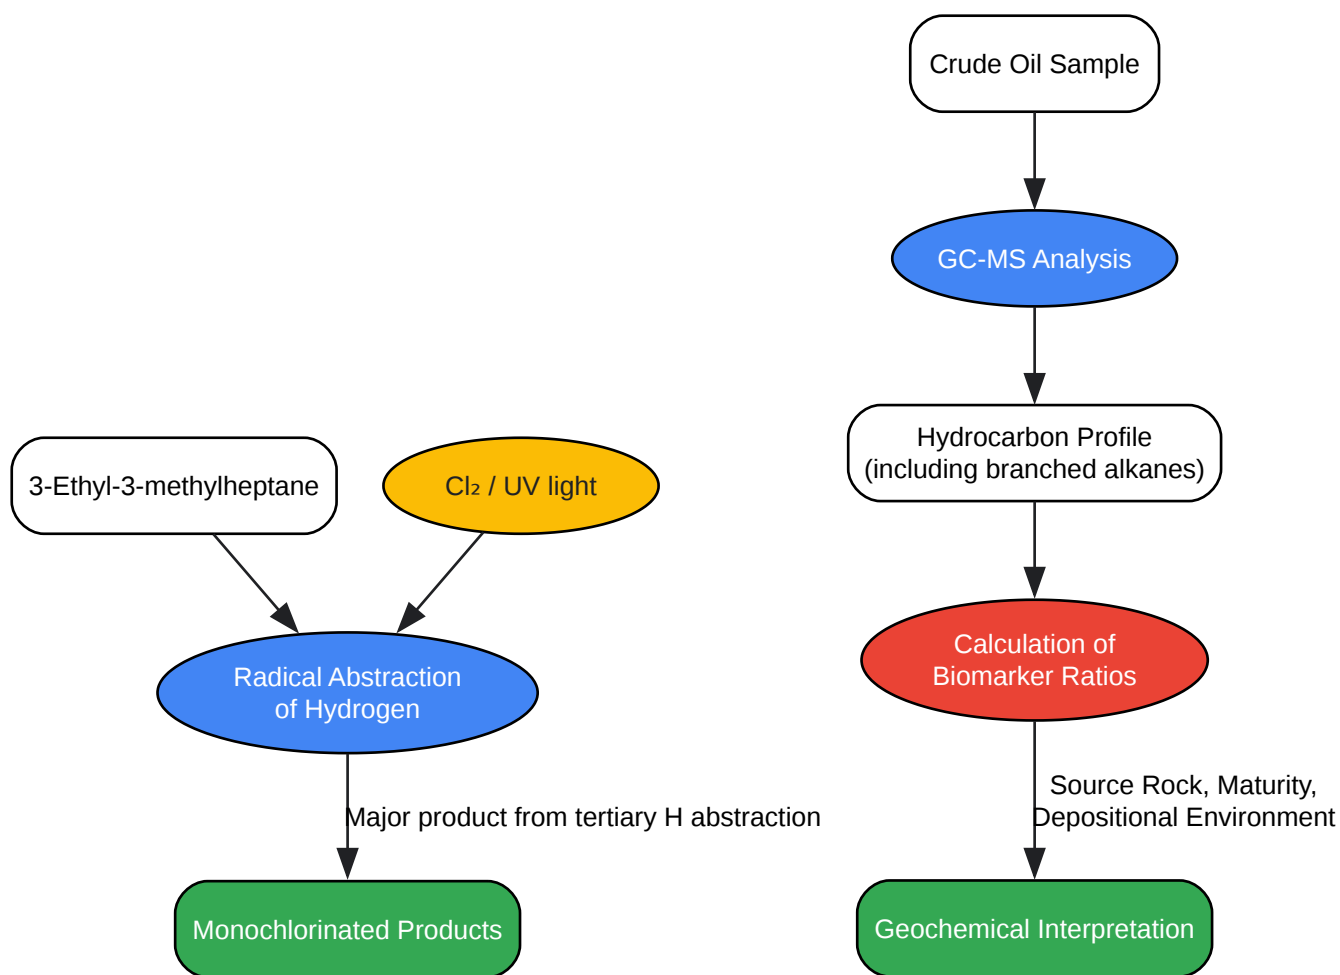 Crude Oil Sample
GC-MS Analysis
Hydrocarbon Profile
(including branched alkanes)
3-Ethyl-3-methylheptane
Cl₂ / UV light
Calculation of
Biomarker Ratios
Radical Abstraction
of Hydrogen
Source Rock, Maturity,
Depositional Environment
Major product from tertiary H abstraction
Monochlorinated Products
Geochemical Interpretation